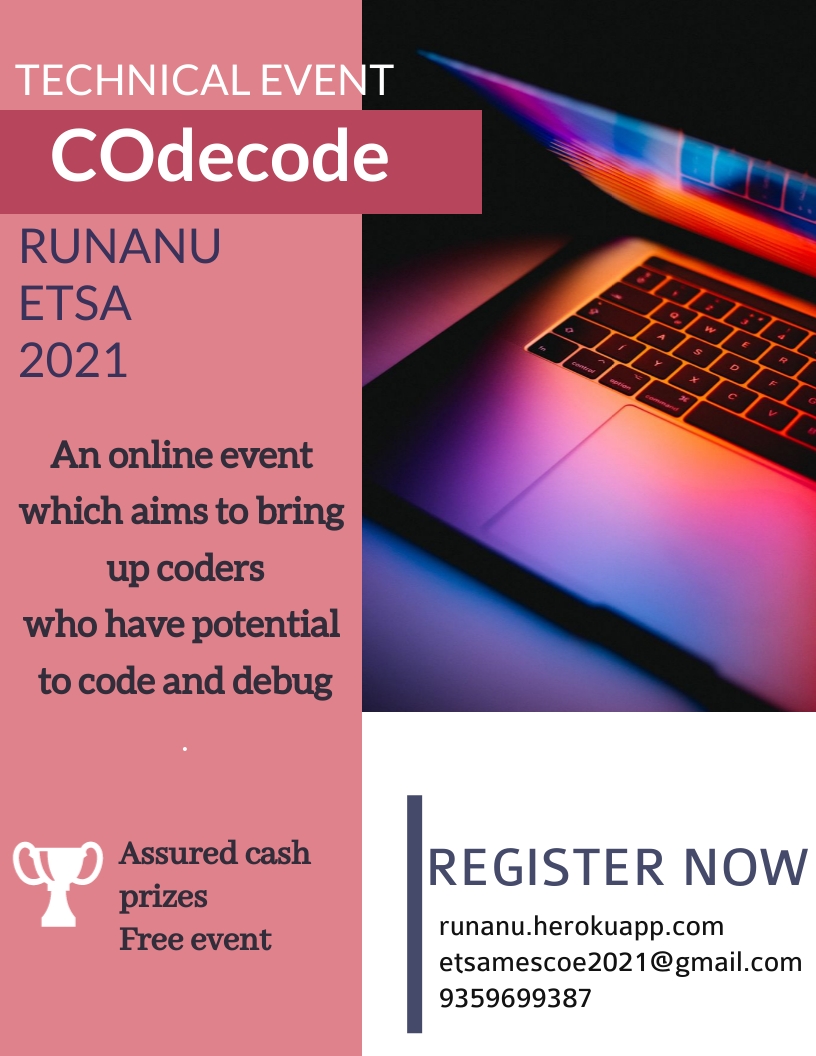 TECHNICAL EVENT
COdecode
RUNANU
ETSA
2021
An online event
which aims to bring
up coders
who have potential
to code and debug
.
Assured cash
prizes
Free event
REGISTER NOW
runanu.herokuapp.com
etsamescoe2021@gmail.com
9359699387